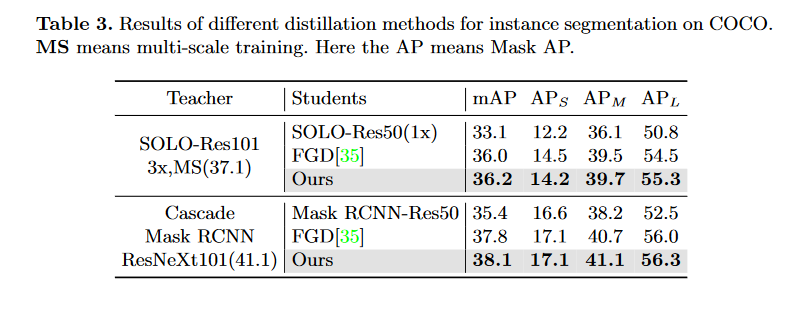 Table 3. Results of different distillation methods for instance segmentation on COCO.
MS means multi-scale training. Here the AP means Mask AP.
Teacher Students mAP APS APM APL
SOLO-Res101
3x,MS(37.1)
SOLO-Res50(1x) 33.1 12.2 36.1 50.8
FGD[35] 36.0 14.5 39.5 54.5
Ours 36.2 14.2 39.7 55.3
Cascade Mask RCNN-Res50 35.4 16.6 38.2 52.5
Mask RCNN FGD[35] 37.8 17.1 40.7 56.0
ResNeXt101(41.1) Ours 38.1 17.1 41.1 56.3